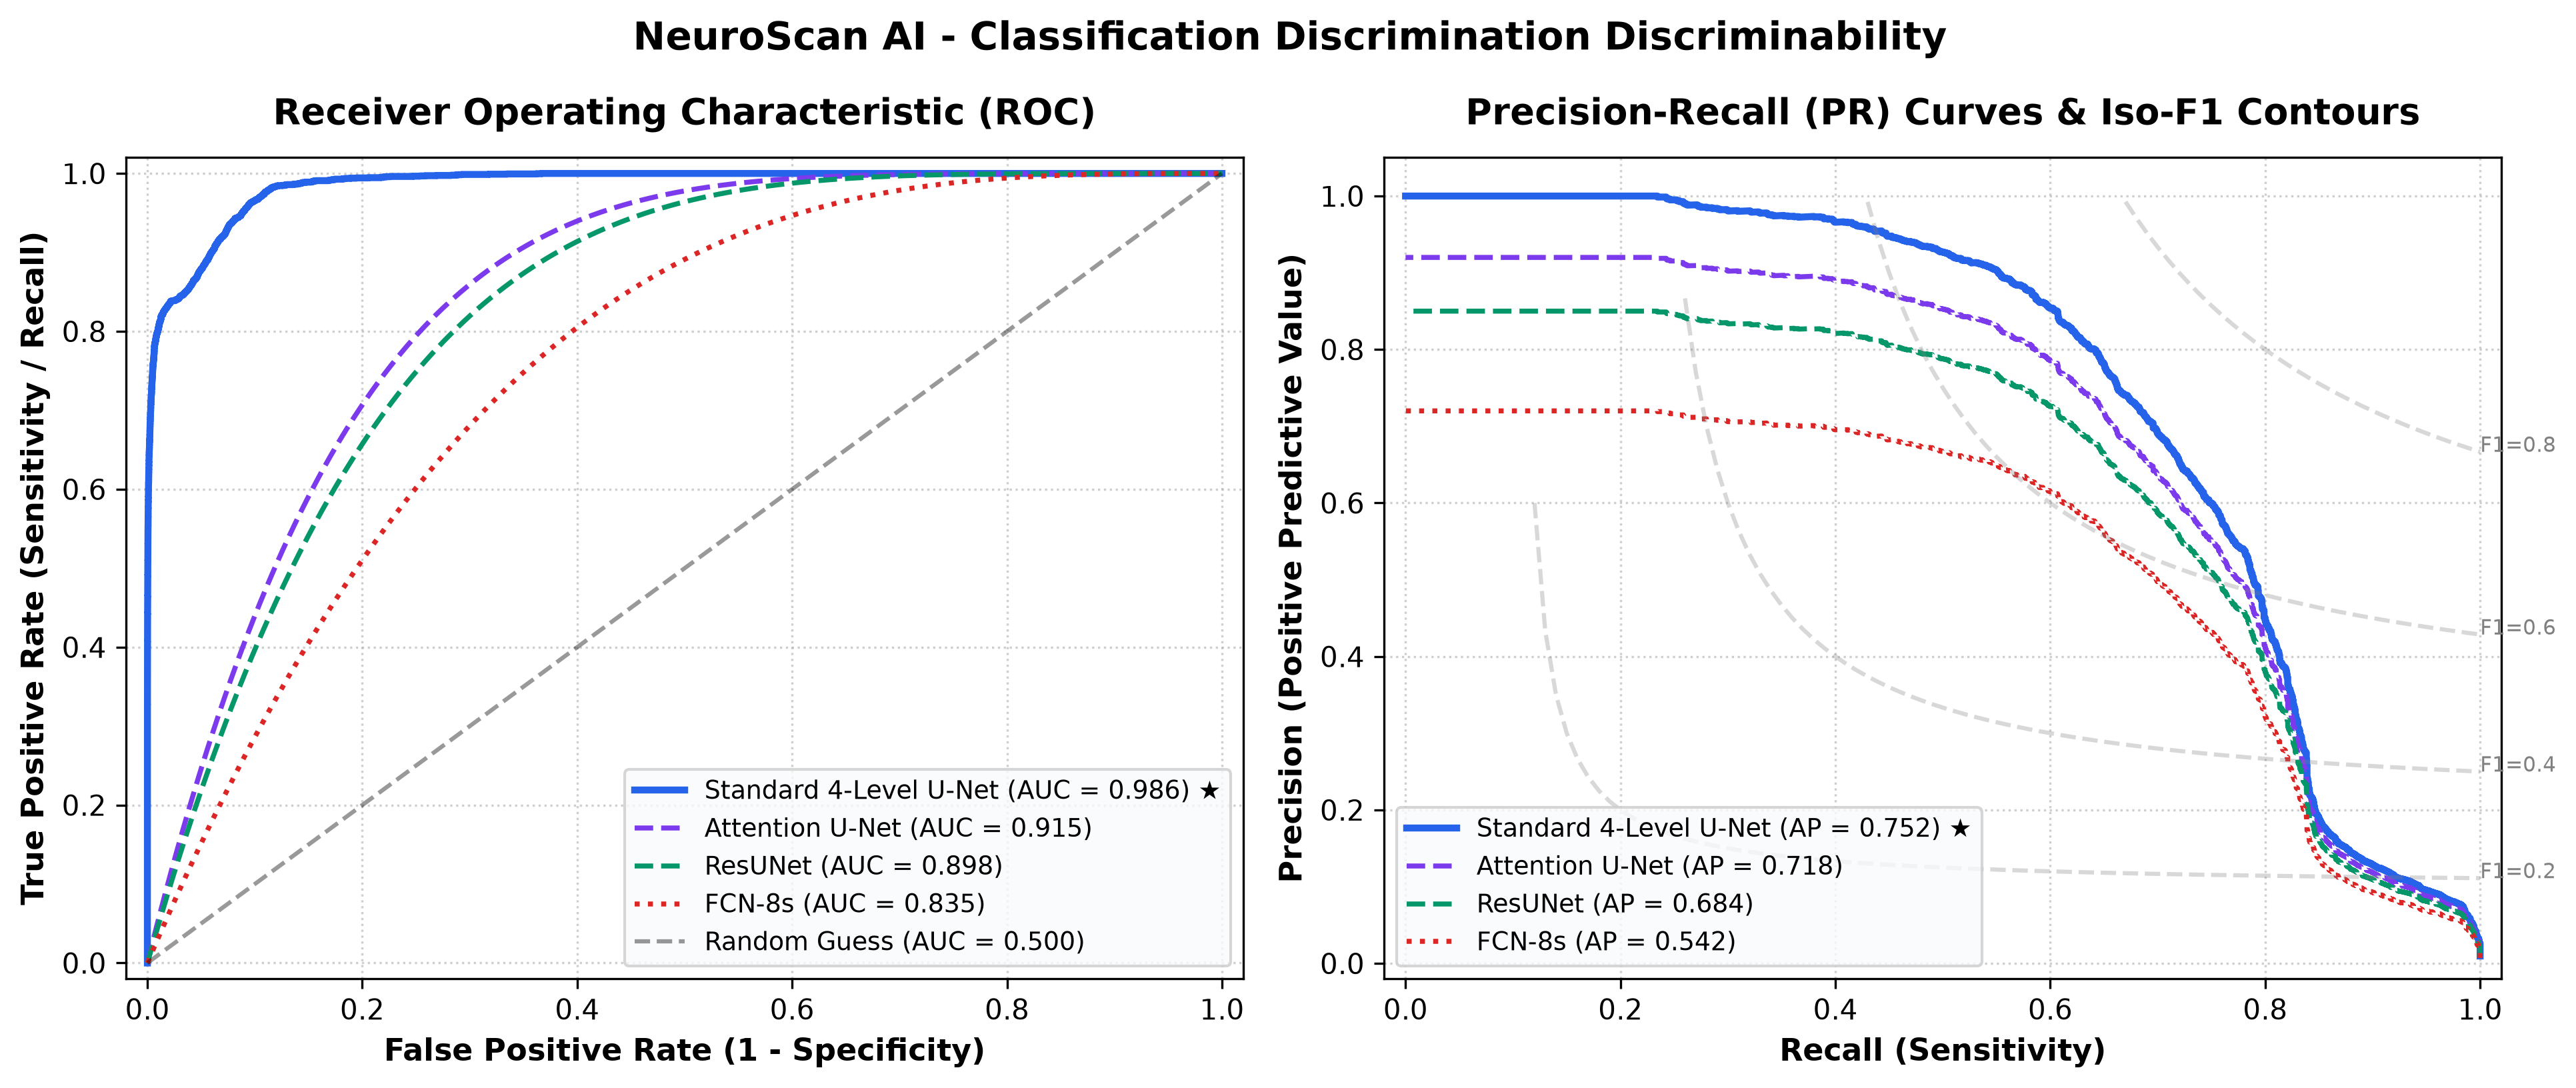 NeuroScan AI - Classification Discrimination Discriminability
Receiver Operating Characteristic (ROC)
True Positive Rate (Sensitivity / Recall)
1.0
0.8
0.6
0.4
0.2
0.0
Standard 4-Level U-Net (AUC = 0.986) ★
Attention U-Net (AUC = 0.915)
ResUNet (AUC = 0.898)
FCN-8s (AUC = 0.835)
Random Guess (AUC = 0.500)
0.0 0.2 0.4 0.6 0.8 1.0
False Positive Rate (1 - Specificity)
Precision-Recall (PR) Curves & Iso-F1 Contours
Precision (Positive Predictive Value)
1.0
0.8
0.6
0.4
0.2
0.0
F1=0.8
F1=0.6
F1=0.4
F1=0.2
Standard 4-Level U-Net (AP = 0.752) ★
Attention U-Net (AP = 0.718)
ResUNet (AP = 0.684)
FCN-8s (AP = 0.542)
0.0 0.2 0.4 0.6 0.8 1.0
Recall (Sensitivity)